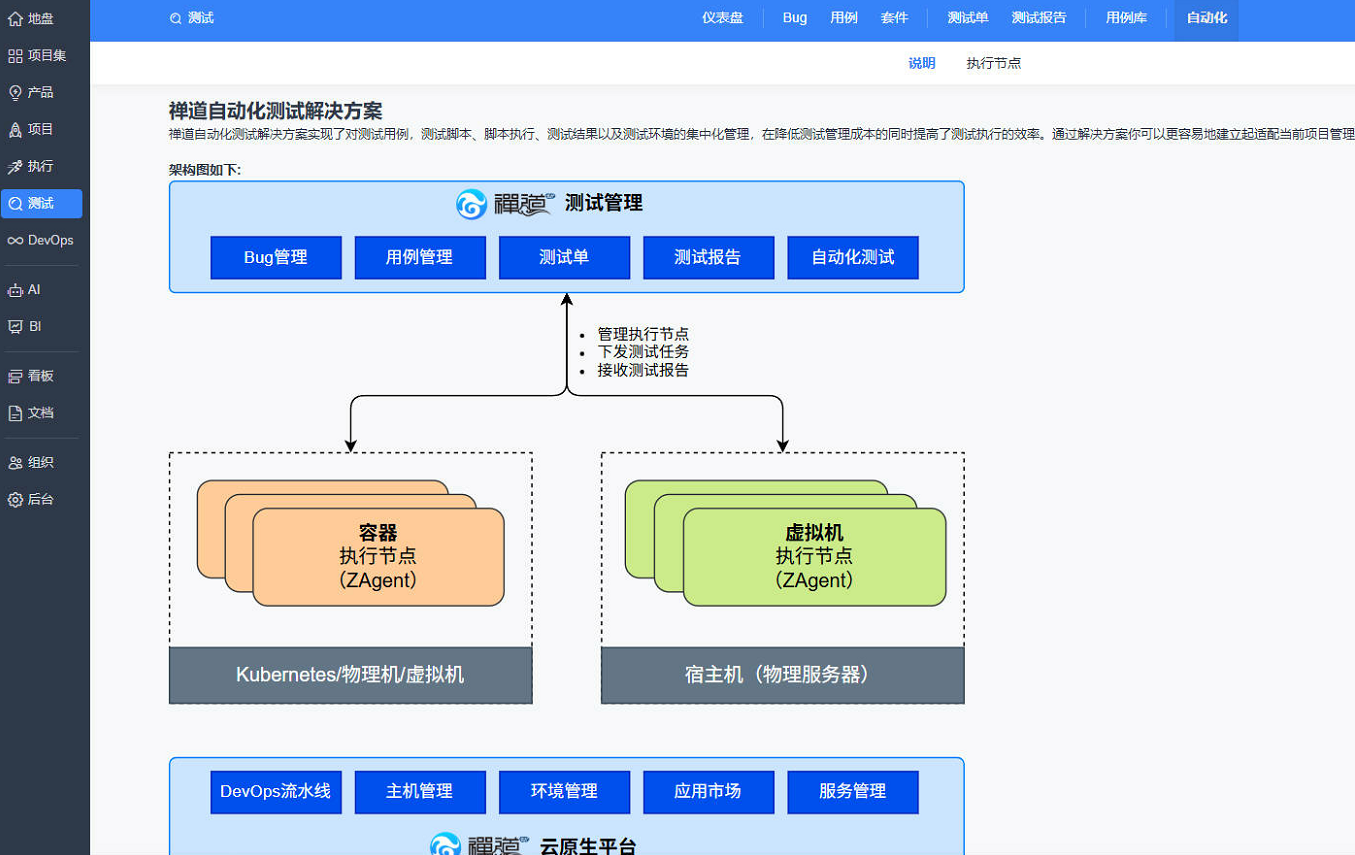 地盘
项目集
产品
项目
执行
测试
DevOps
AI
BI
看板
文档
组织
后台
测试
仪表盘 Bug 用例 套件 测试单 测试报告 用例库 自动化
说明 执行节点
禅道自动化测试解决方案
禅道自动化测试解决方案实现了对测试用例，测试脚本、脚本执行、测试结果以及测试环境的集中化管理，在降低测试管理成本的同时提高了测试执行的效率。通过解决方案你可以更容易地建立起适配当前项目管理
架构图如下：
禅道 测试管理
Bug管理 用例管理 测试单 测试报告 自动化测试
• 管理执行节点
• 下发测试任务
• 接收测试报告
容器
执行节点
（ZAgent）
虚拟机
执行节点
（ZAgent）
Kubernetes/物理机/虚拟机
宿主机（物理服务器）
DevOps流水线 主机管理 环境管理 应用市场 服务管理
禅道 云原生平台